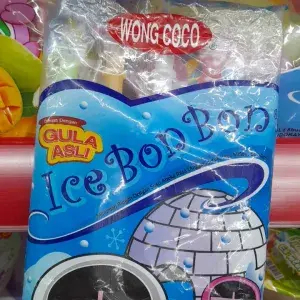 WONG COCO
Dibuat Dengan
GULA
ASLI
Ice Bon Bon